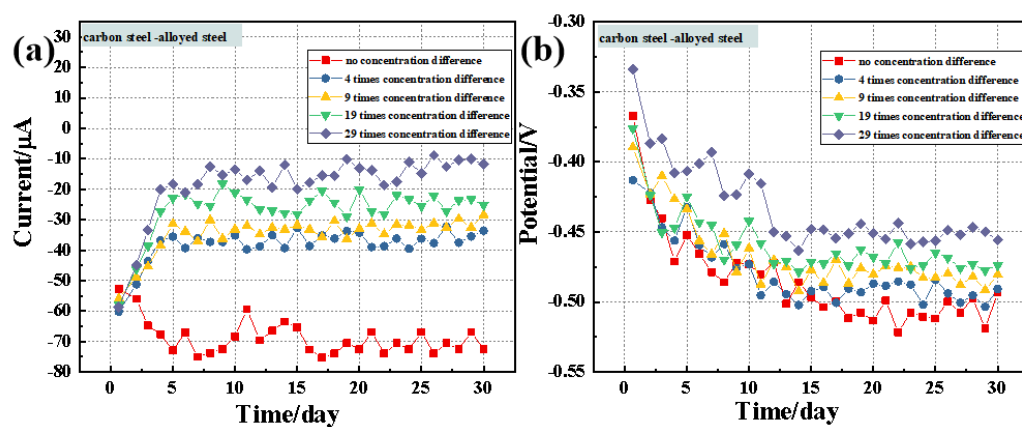 (a)
carbon steel -alloyed steel
no concentration difference
4 times concentration difference
9 times concentration difference
19 times concentration difference
29 times concentration difference
Current/μA
30
20
10
0
-10
-20
-30
-40
-50
-60
-70
-80
0
5
10
15
20
25
30
Time/day
(b)
carbon steel -alloyed steel
no concentration difference
4 times concentration difference
9 times concentration difference
19 times concentration difference
29 times concentration difference
Potential/V
-0.30
-0.35
-0.40
-0.45
-0.50
-0.55
0
5
10
15
20
25
30
Time/day